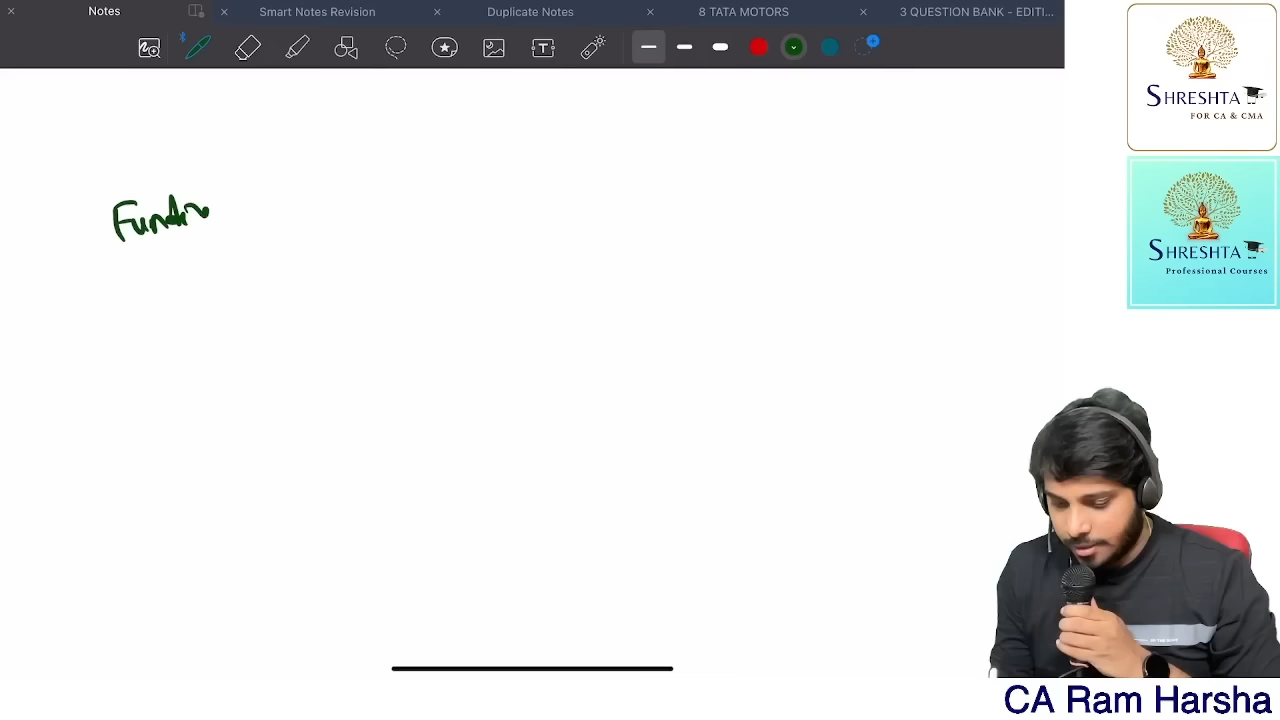 Notes
Smart Notes Revision
Duplicate Notes
8 TATA MOTORS
3 QUESTION BANK - EDITI...
SHRESHTA
FOR CA & CMA
SHRESHTA
Professional Courses
CA Ram Harsha